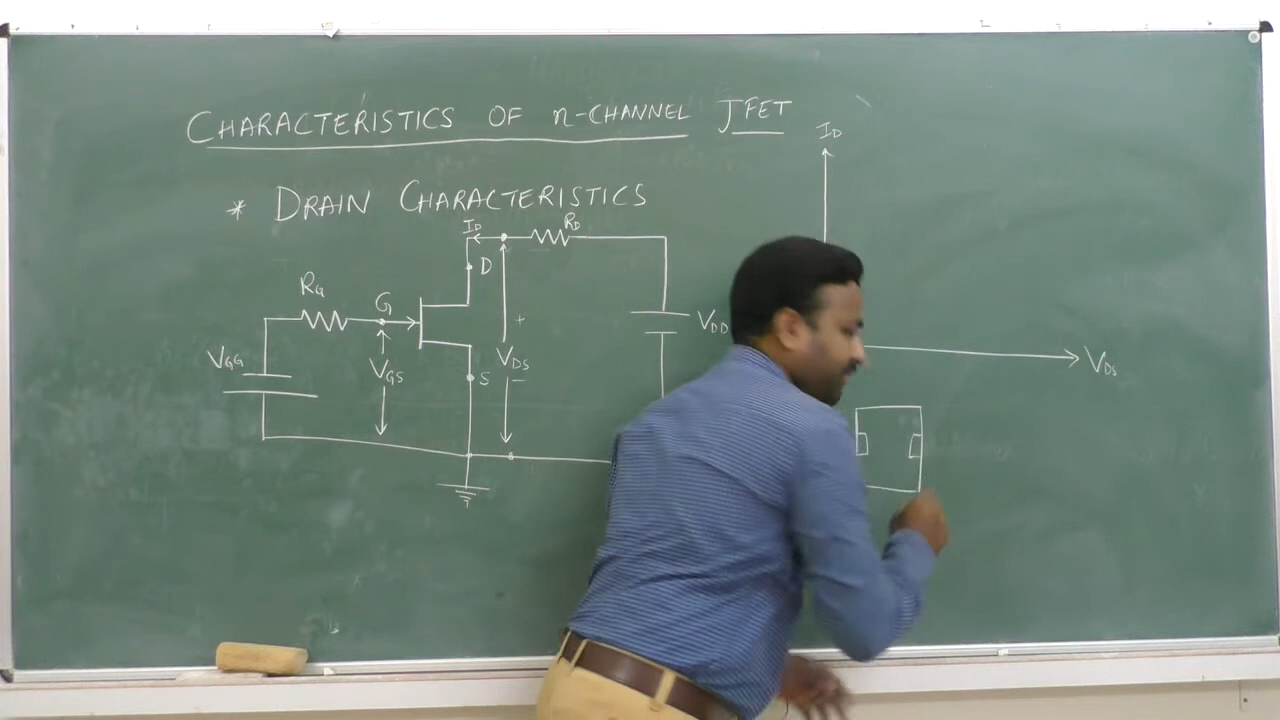 CHARACTERISTICS OF n-CHANNEL JFET
* DRAIN CHARACTERISTICS
ID
RD
D
RG
G
+
VDD
VGG
VGS
VDS
−
S
ID
VDS